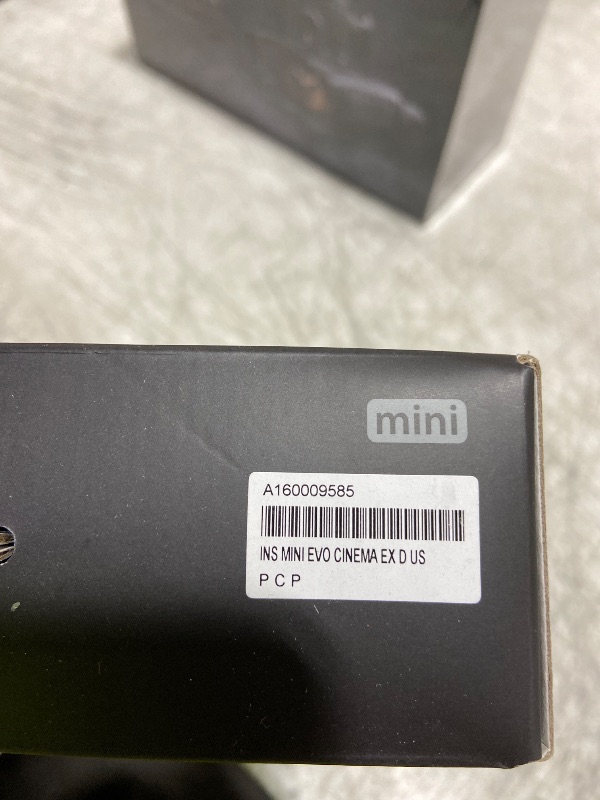 mini
A160009585
INS MINI EVO CINEMA EX D US
P C P